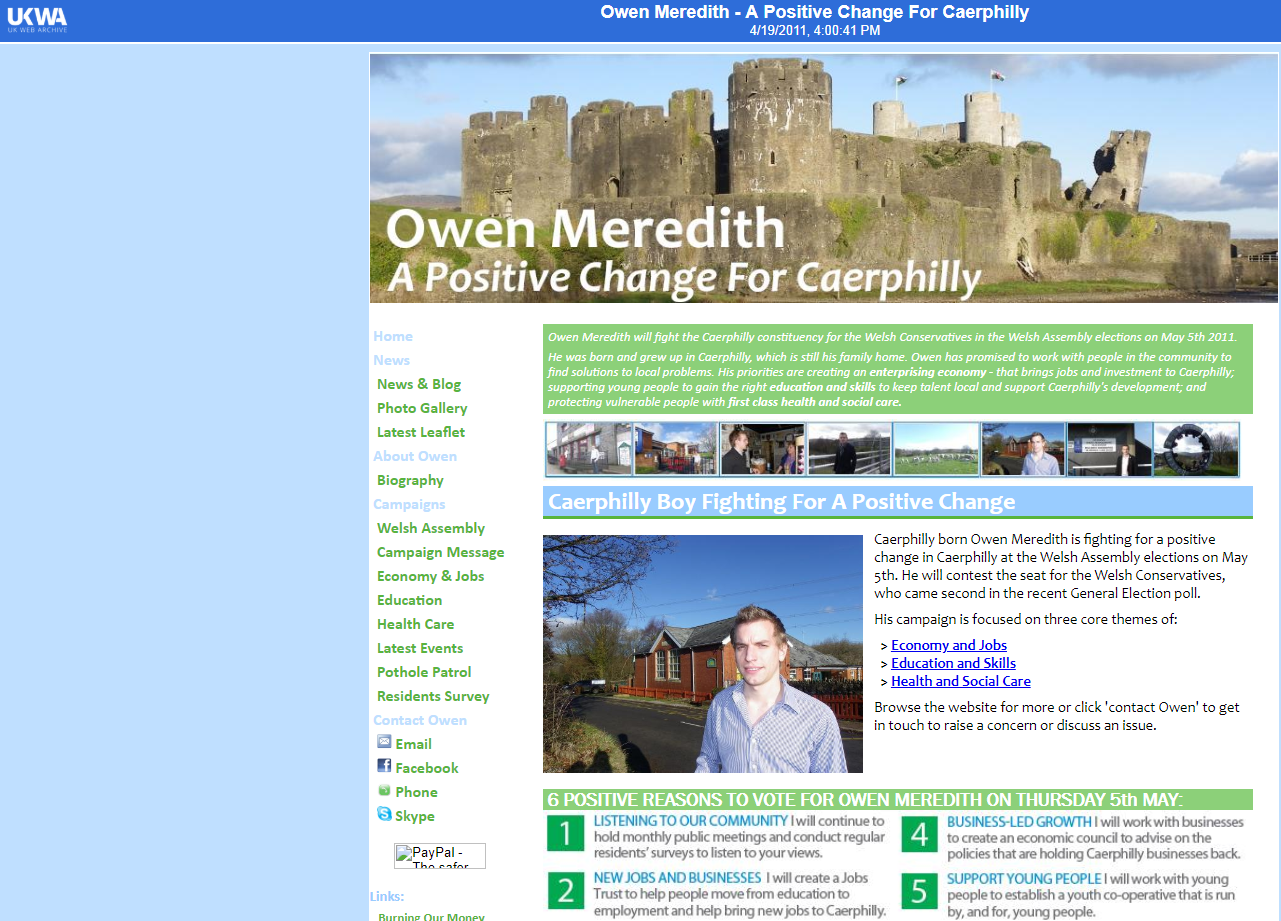 UKWA
UK WEB ARCHIVE
Owen Meredith - A Positive Change For Caerphilly
4/19/2011, 4:00:41 PM
Owen Meredith
A Positive Change For Caerphilly
Home
News
News & Blog
Photo Gallery
Latest Leaflet
About Owen
Biography
Campaigns
Welsh Assembly
Campaign Message
Economy & Jobs
Education
Health Care
Latest Events
Pothole Patrol
Residents Survey
Contact Owen
Email
Facebook
Phone
Skype
PayPal -
The safer
Links:
Burning Our Money
Owen Meredith will fight the Caerphilly constituency for the Welsh Conservatives in the Welsh Assembly elections on May 5th 2011.
He was born and grew up in Caerphilly, which is still his family home. Owen has promised to work with people in the community to
find solutions to local problems. His priorities are creating an enterprising economy - that brings jobs and investment to Caerphilly;
supporting young people to gain the right education and skills to keep talent local and support Caerphilly's development; and
protecting vulnerable people with first class health and social care.
Caerphilly Boy Fighting For A Positive Change
Caerphilly born Owen Meredith is fighting for a positive
change in Caerphilly at the Welsh Assembly elections on May
5th. He will contest the seat for the Welsh Conservatives,
who came second in the recent General Election poll.
His campaign is focused on three core themes of:
> Economy and Jobs
> Education and Skills
> Health and Social Care
Browse the website for more or click 'contact Owen' to get
in touch to raise a concern or discuss an issue.
6 POSITIVE REASONS TO VOTE FOR OWEN MEREDITH ON THURSDAY 5th MAY:
1 LISTENING TO OUR COMMUNITY I will continue to
hold monthly public meetings and conduct regular
residents' surveys to listen to your views.
2 NEW JOBS AND BUSINESSES I will create a Jobs
Trust to help people move from education to
employment and help bring new jobs to Caerphilly.
4 BUSINESS-LED GROWTH I will work with businesses
to create an economic council to advise on the
policies that are holding Caerphilly businesses back.
5 SUPPORT YOUNG PEOPLE I will work with young
people to establish a youth co-operative that is run
by, and for, young people.